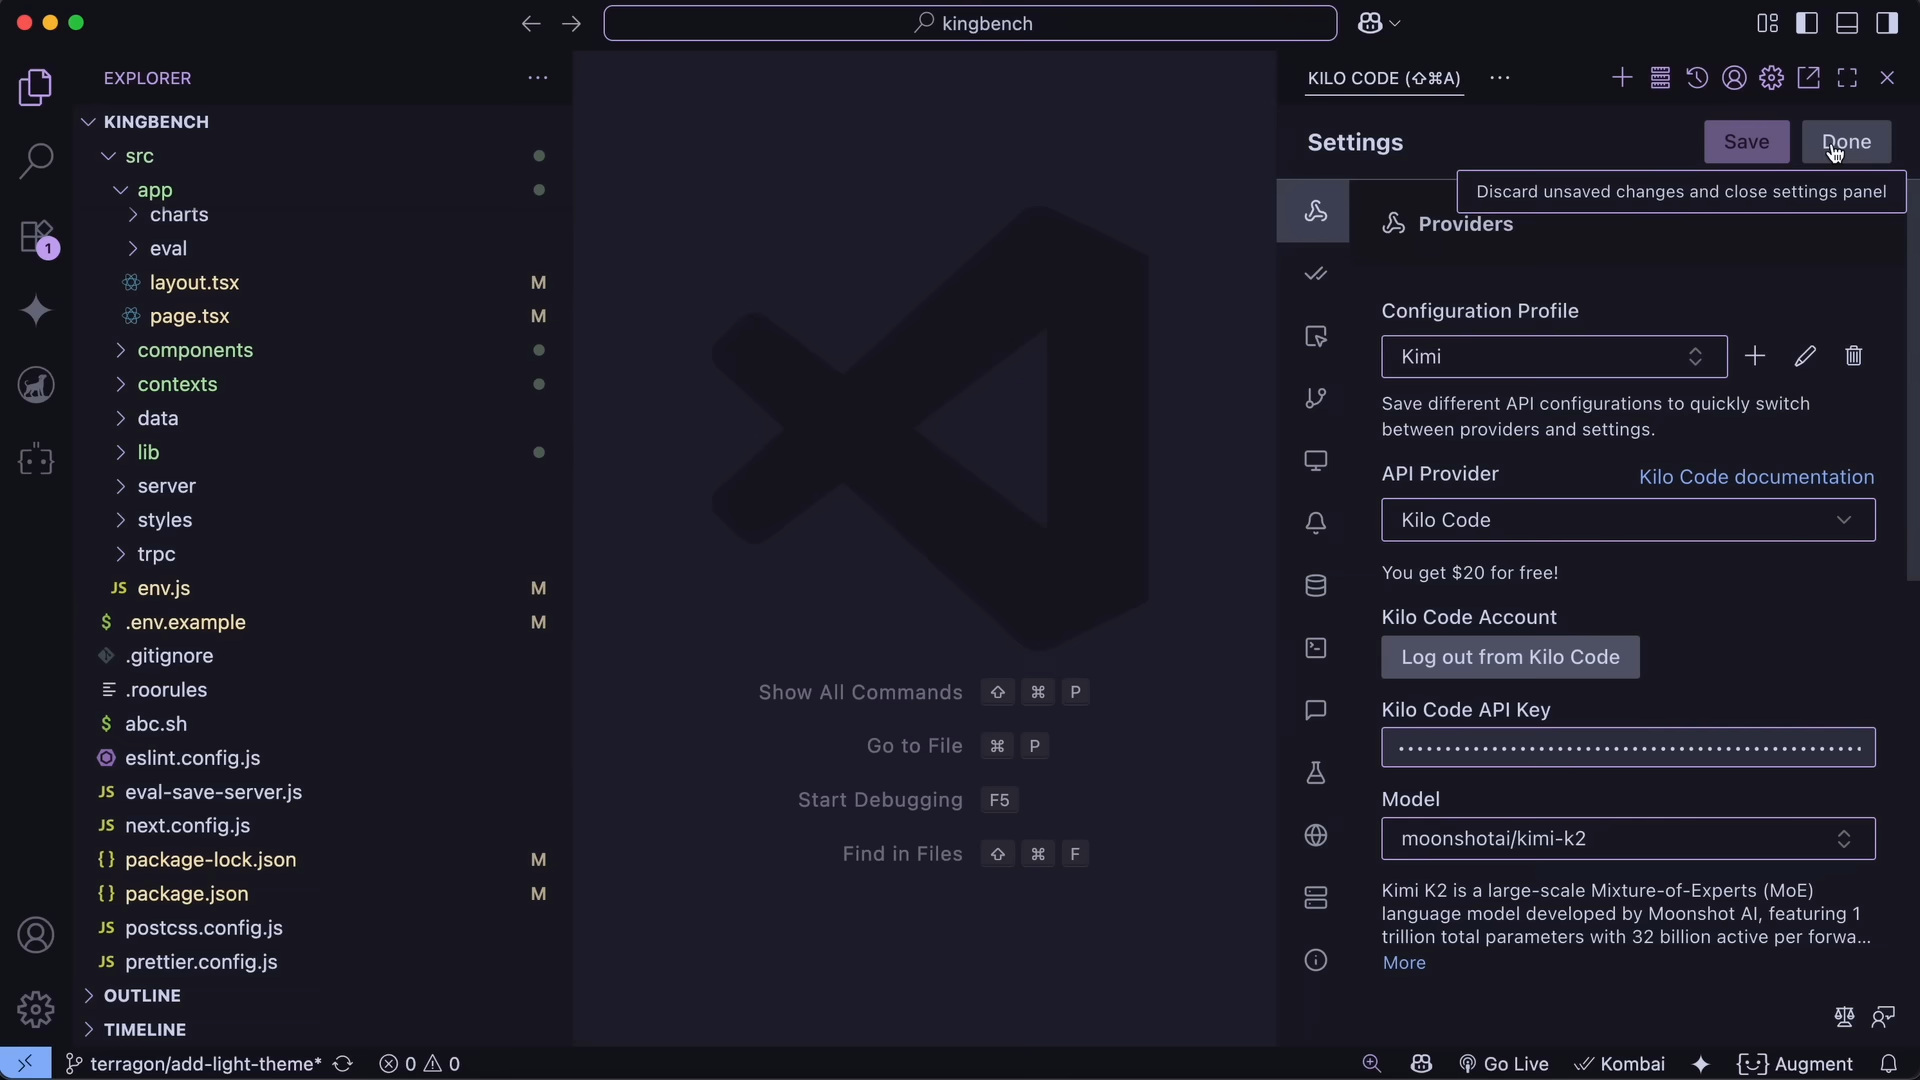 kingbench
EXPLORER
KINGBENCH
src
app
charts
eval
layout.tsx M
page.tsx M
components
contexts
data
lib
server
styles
trpc
JS env.js M
$ .env.example M
.gitignore
.roorules
$ abc.sh
eslint.config.js
JS eval-save-server.js
JS next.config.js
{} package-lock.json M
{} package.json M
JS postcss.config.js
JS prettier.config.js
OUTLINE
TIMELINE
1
Show All Commands ⇧ ⌘ P
Go to File ⌘ P
Start Debugging F5
Find in Files ⇧ ⌘ F
KILO CODE (⇧⌘A)
Settings
Save
Done
Discard unsaved changes and close settings panel
Providers
Configuration Profile
Kimi
Save different API configurations to quickly switch
between providers and settings.
API Provider
Kilo Code documentation
Kilo Code
You get $20 for free!
Kilo Code Account
Log out from Kilo Code
Kilo Code API Key
Model
moonshotai/kimi-k2
Kimi K2 is a large-scale Mixture-of-Experts (MoE)
language model developed by Moonshot AI, featuring 1
trillion total parameters with 32 billion active per forwa...
More
terragon/add-light-theme* 0 0
Go Live Kombai Augment